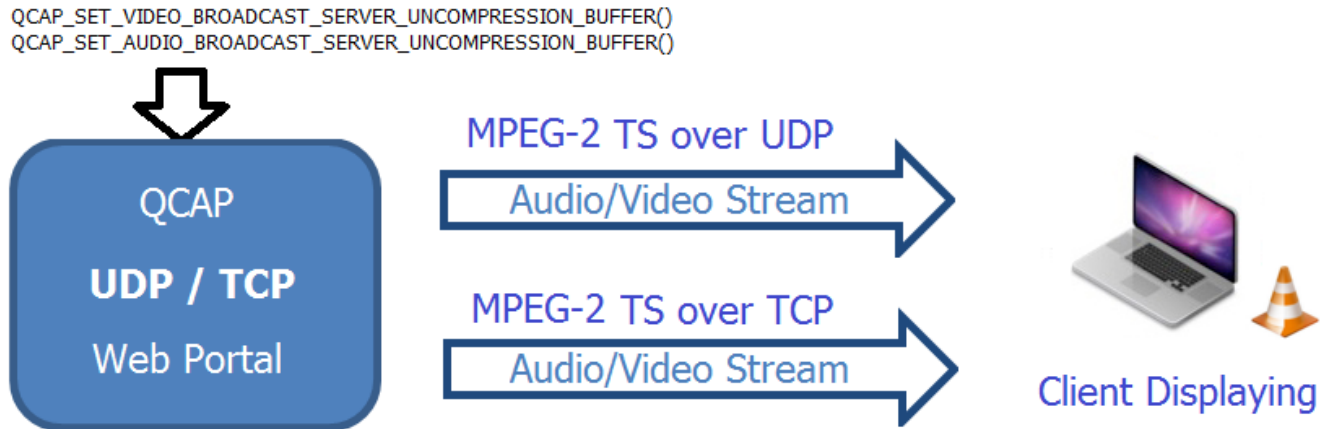 QCAP_SET_VIDEO_BROADCAST_SERVER_UNCOMPRESSION_BUFFER()
QCAP_SET_AUDIO_BROADCAST_SERVER_UNCOMPRESSION_BUFFER()
QCAP
UDP / TCP
Web Portal
MPEG-2 TS over UDP
Audio/Video Stream
MPEG-2 TS over TCP
Audio/Video Stream
Client Displaying